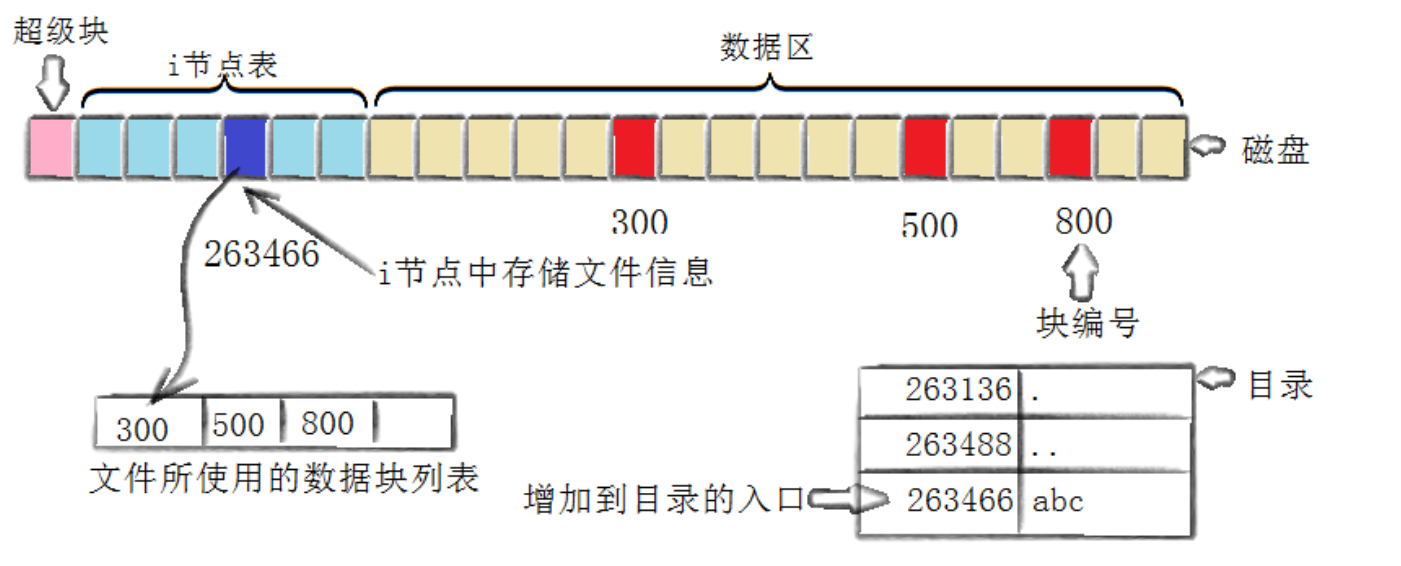 超级块
i节点表
数据区
磁盘
300
500
800
263466
i节点中存储文件信息
块编号
300 500 800
文件所使用的数据块列表
263136 .
目录
263488 ..
增加到目录的入口
263466 abc